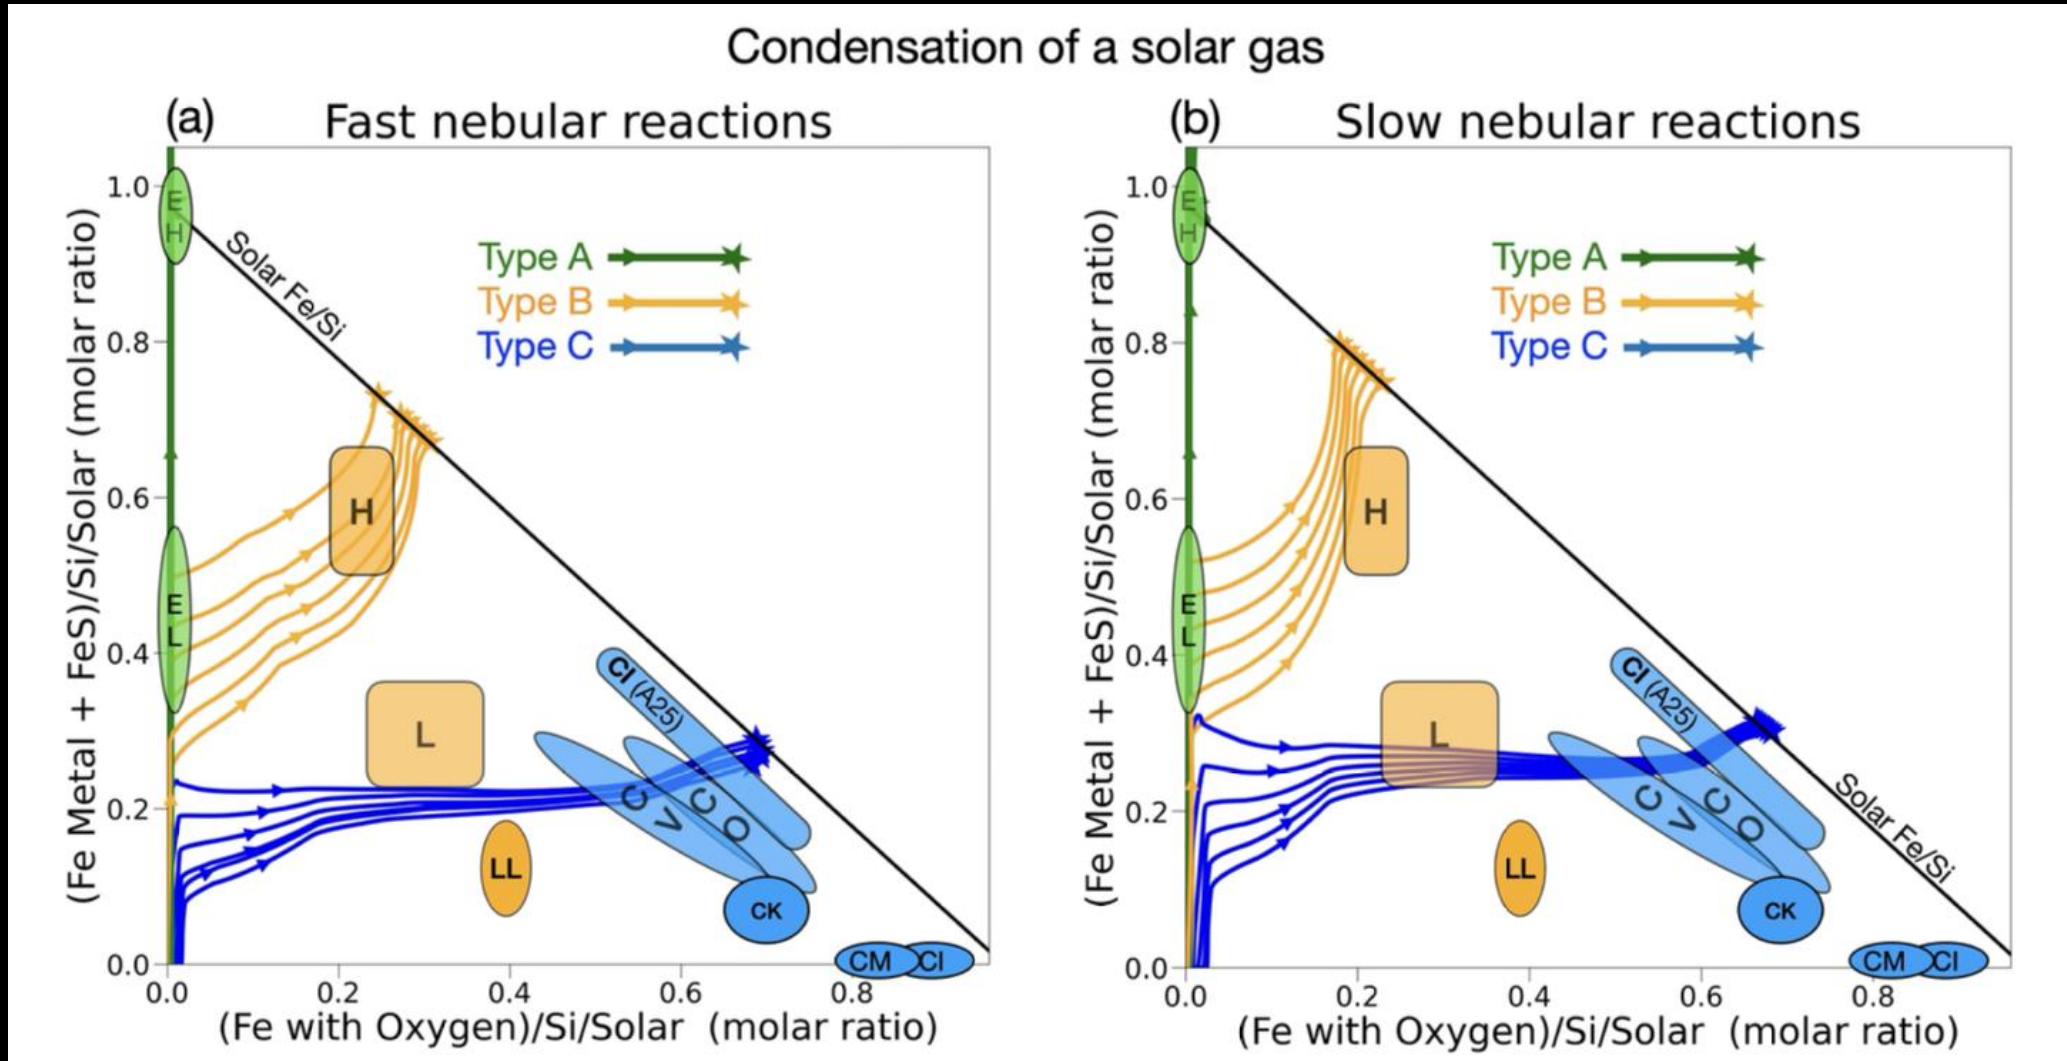 Condensation of a solar gas
(a)
Fast nebular reactions
(Fe Metal + FeS)/Si/Solar (molar ratio)
1.0
0.8
0.6
0.4
0.2
0.0
E
H
Solar Fe/Si
Type A
Type B
Type C
H
E
L
L
CI (A25)
C
V
C
O
LL
CK
CM
CI
0.0
0.2
0.4
0.6
0.8
(Fe with Oxygen)/Si/Solar (molar ratio)
(b)
Slow nebular reactions
(Fe Metal + FeS)/Si/Solar (molar ratio)
1.0
0.8
0.6
0.4
0.2
0.0
E
H
Type A
Type B
Type C
H
E
L
L
CI (A25)
C
V
C
O
Solar Fe/Si
LL
CK
CM
CI
0.0
0.2
0.4
0.6
0.8
(Fe with Oxygen)/Si/Solar (molar ratio)